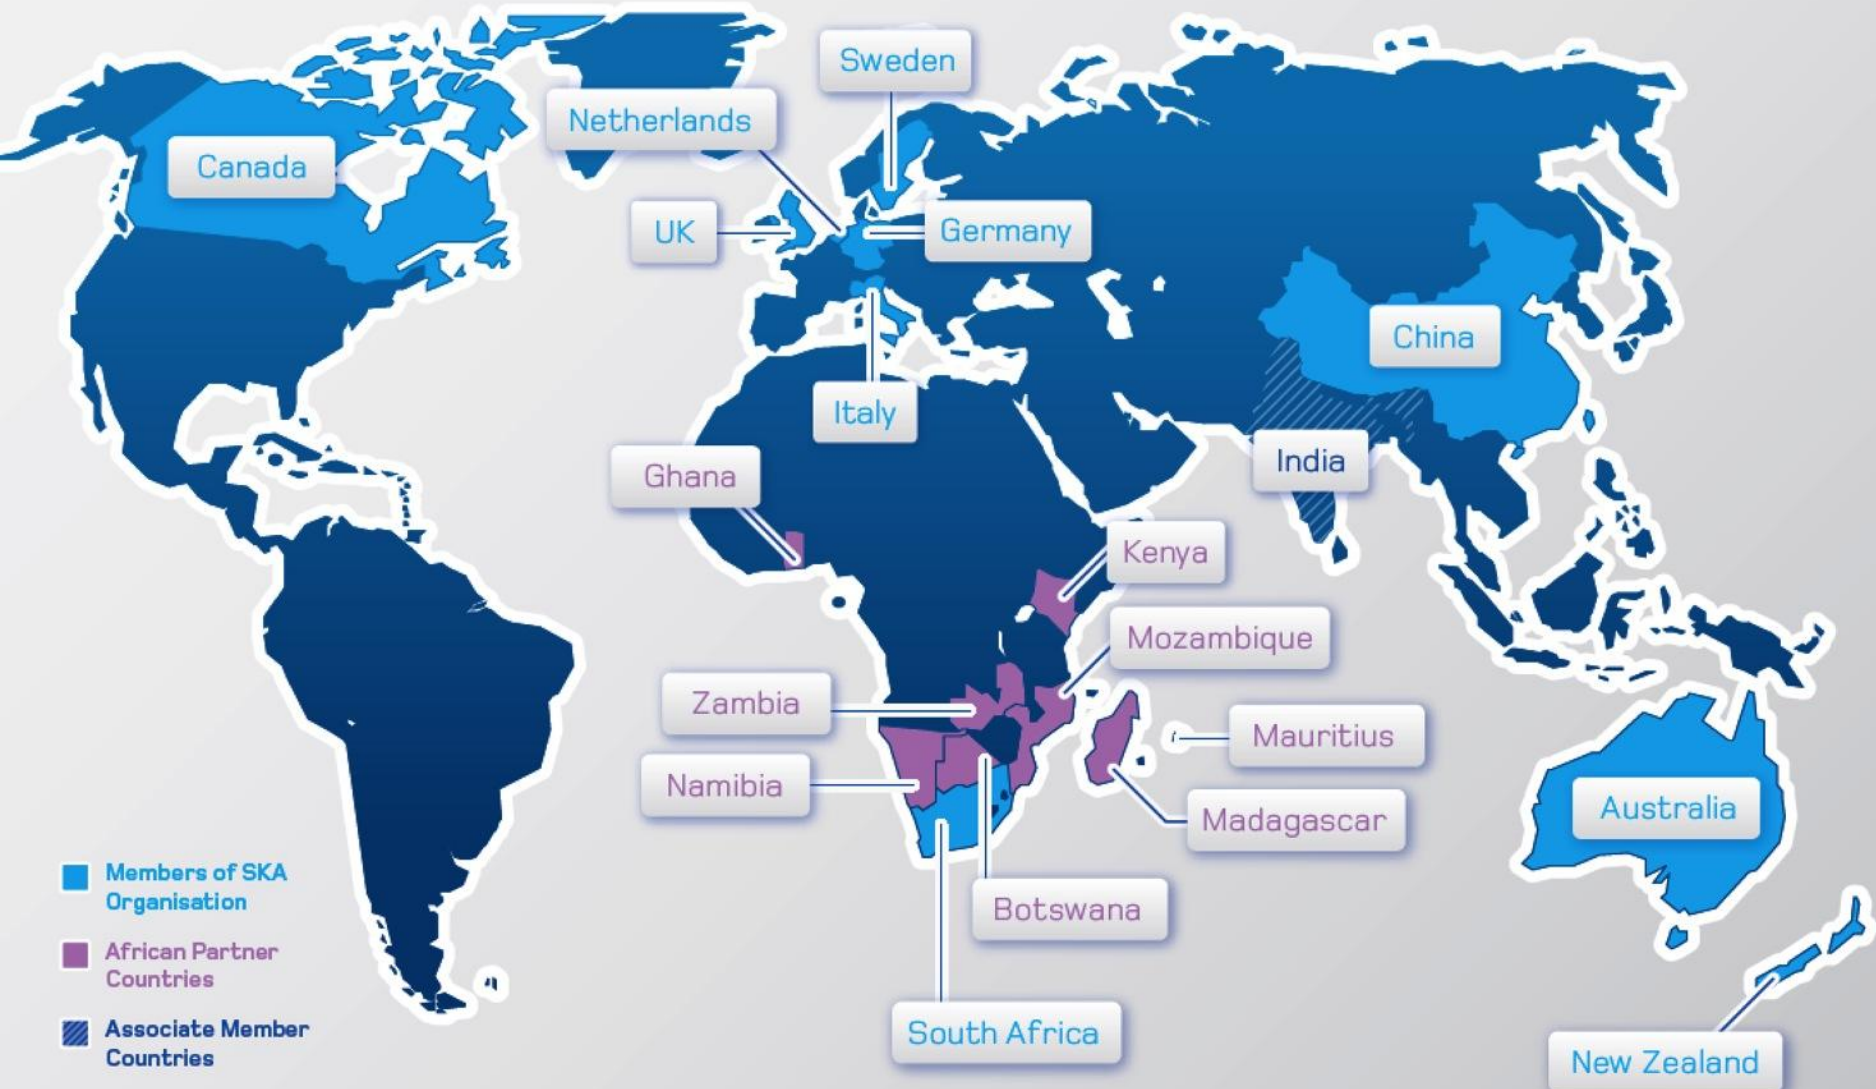 Sweden
Netherlands
Canada
UK
Germany
China
Italy
India
Ghana
Kenya
Mozambique
Zambia
Mauritius
Namibia
Madagascar
Australia
Botswana
South Africa
New Zealand
Members of SKA
Organisation
African Partner
Countries
Associate Member
Countries